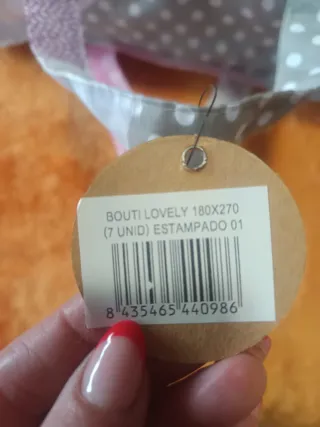 BOUTI LOVELY 180X270
(7 UNID) ESTAMPADO 01
8 435465 440986